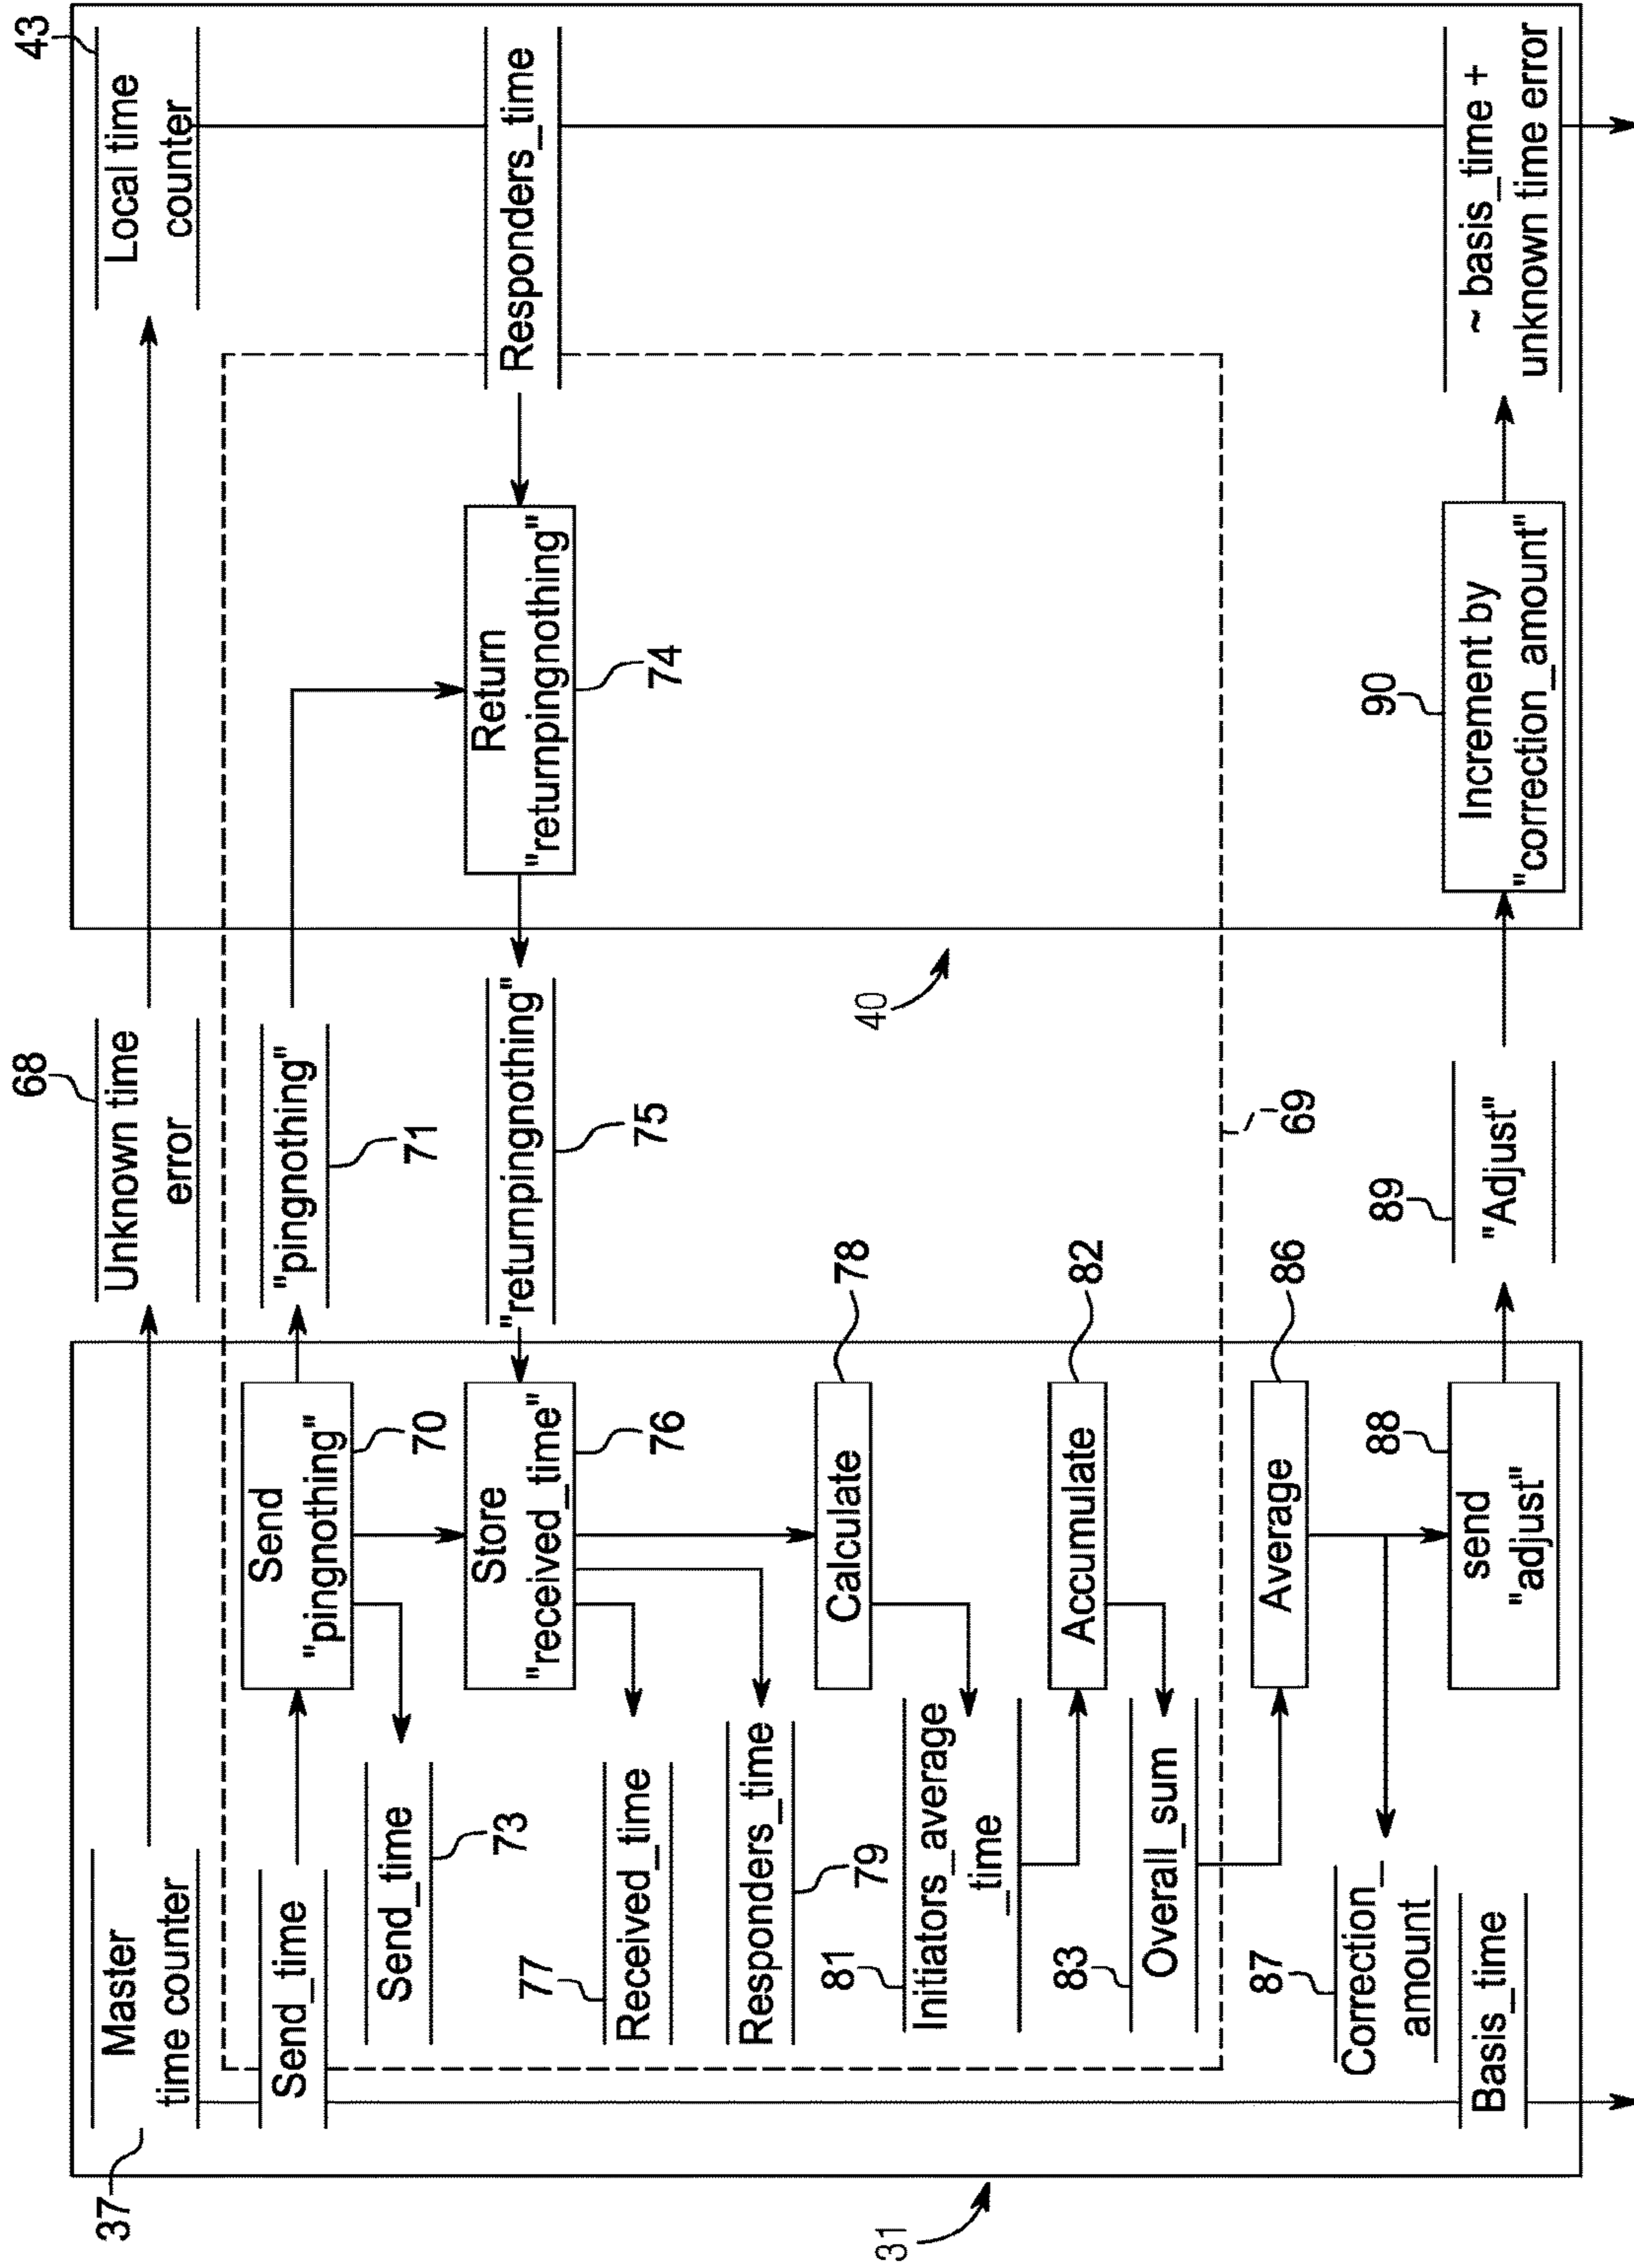 37
Master
time counter
68
Unknown time
error
43
Local time
counter
Send_time
Send
"pingnothing"
70
"pingnothing"
71
Send_time
73
Store
"received_time"
76
"returnpingnothing"
75
Return
"returnpingnothing"
74
Responders_time
77
Received_time
Responders_time
79
Calculate
78
81
Initiators_average
_time
Accumulate
82
83
Overall_sum
40
69
31
Average
86
87
Correction_
amount
88
send
"adjust"
89
"Adjust"
90
Increment by
"correction_amount"
~ basis_time +
unknown time error
Basis_time